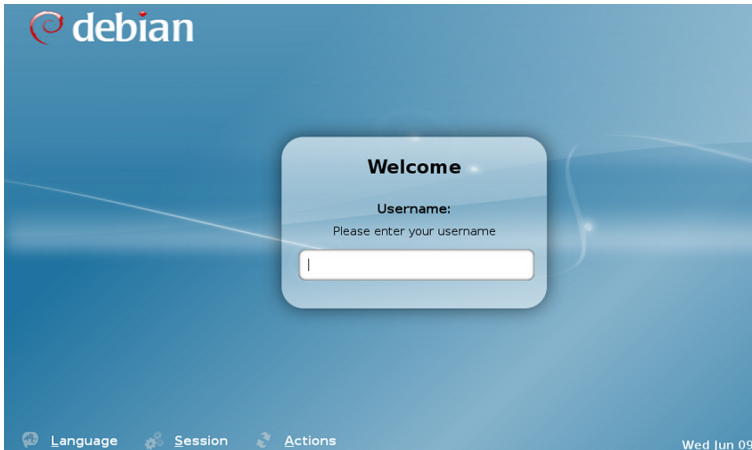 debian
Welcome
Username:
Please enter your username
Language
Session
Actions
Wed Jun 09